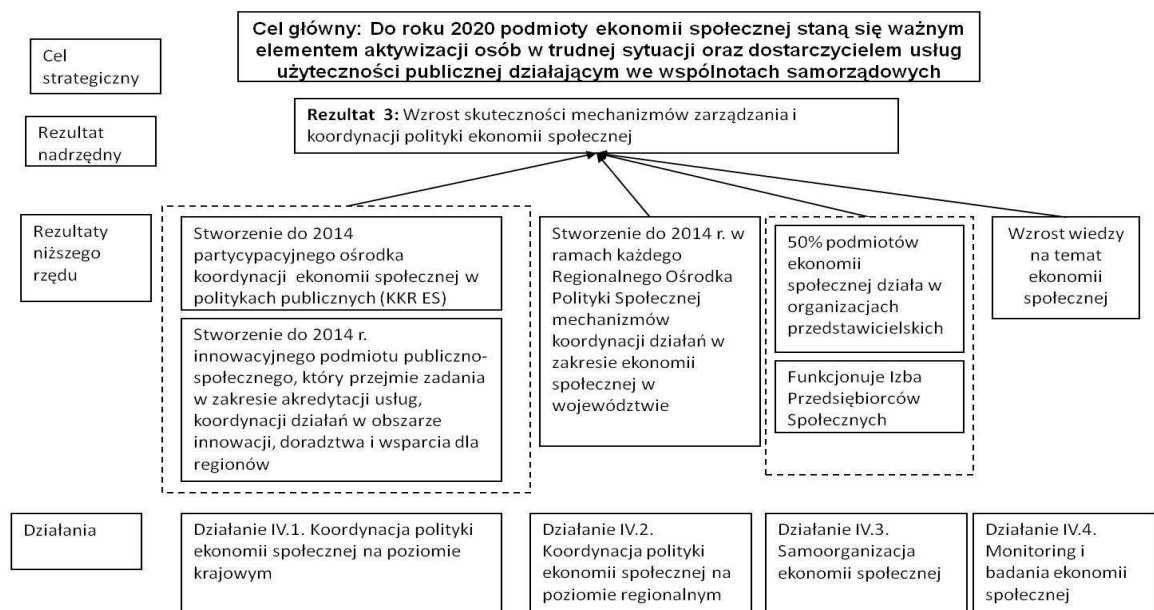 Cel główny: Do roku 2020 podmioty ekonomii społecznej staną się ważnym
elementem aktywizacji osób w trudnej sytuacji oraz dostarczycielem usług
użyteczności publicznej działającym we wspólnotach samorządowych
Cel
strategiczny
Rezultat 3: Wzrost skuteczności mechanizmów zarządzania i
koordynacji polityki ekonomii społecznej
Rezultat
nadrzędny
Rezultaty
niższego
rzędu
Stworzenie do 2014
partycypacyjnego ośrodka
koordynacji ekonomii społecznej w
politykach publicznych (KKR ES)
Stworzenie do 2014 r.
innowacyjnego podmiotu publiczno-
społecznego, który przejmie zadania
w zakresie akredytacji usług,
koordynacji działań w obszarze
innowacji, doradztwa i wsparcia dla
regionów
Stworzenie do 2014 r. w
ramach każdego
Regionalnego Ośrodka
Polityki Społecznej
mechanizmów
koordynacji działań w
zakresie ekonomii
społecznej w
województwie
50% podmiotów
ekonomii
społecznej działa w
organizacjach
przedstawicielskich
Funkcjonuje Izba
Przedsiębiorców
Społecznych
Wzrost wiedzy
na temat
ekonomii
społecznej
Działania
Działanie IV.1. Koordynacja polityki
ekonomii społecznej na poziomie
krajowym
Działanie IV.2.
Koordynacja polityki
ekonomii społecznej na
poziomie regionalnym
Działanie IV.3.
Samoorganizacja
ekonomii społecznej
Działanie IV.4.
Monitoring i
badania ekonomii
społecznej